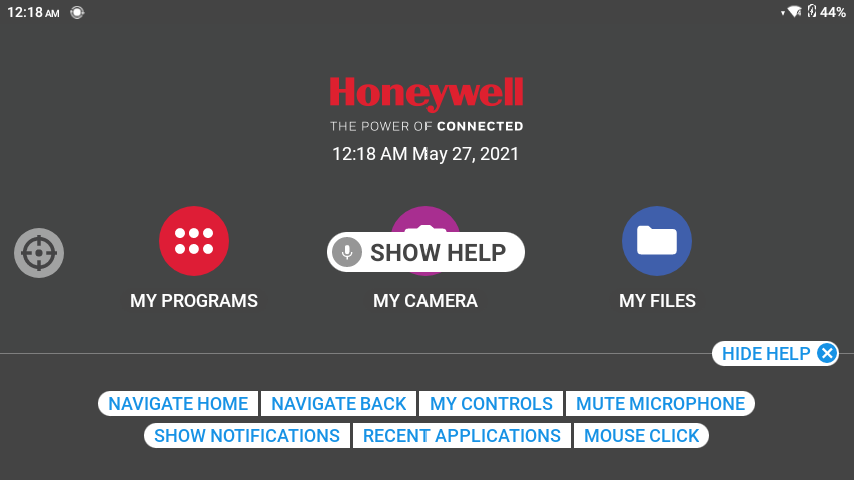 12:18 AM 44%
Honeywell
THE POWER OF CONNECTED
12:18 AM May 27, 2021
SHOW HELP
MY PROGRAMS MY CAMERA MY FILES
HIDE HELP
NAVIGATE HOME NAVIGATE BACK MY CONTROLS MUTE MICROPHONE
SHOW NOTIFICATIONS RECENT APPLICATIONS MOUSE CLICK